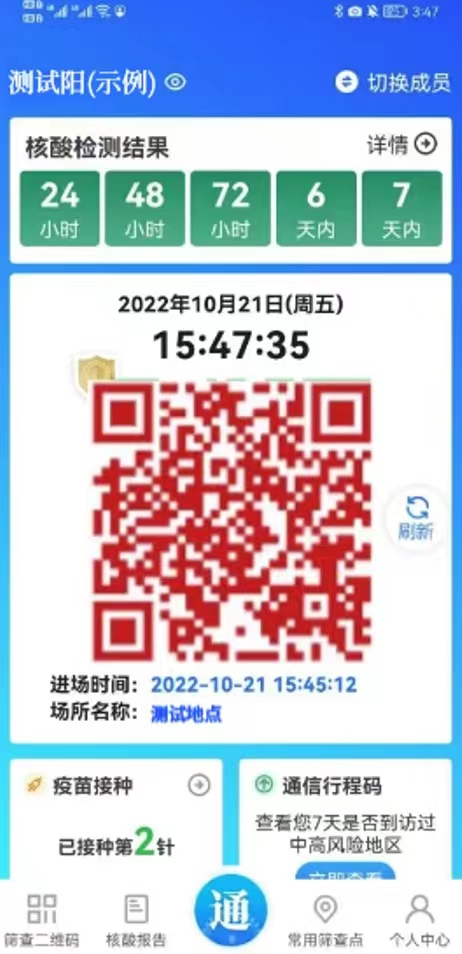 3:47
测试阳(示例)
切换成员
核酸检测结果
详情
24 48 72 6 7
小时 小时 小时 天内 天内
2022年10月21日(周五)
15:47:35
刷新
进场时间： 2022-10-21 15:45:12
场所名称： 测试地点
疫苗接种
已接种第2针
通信行程码
查看您7天是否到访过
中高风险地区
立即查看
筛查二维码 核酸报告 通 常用筛查点 个人中心